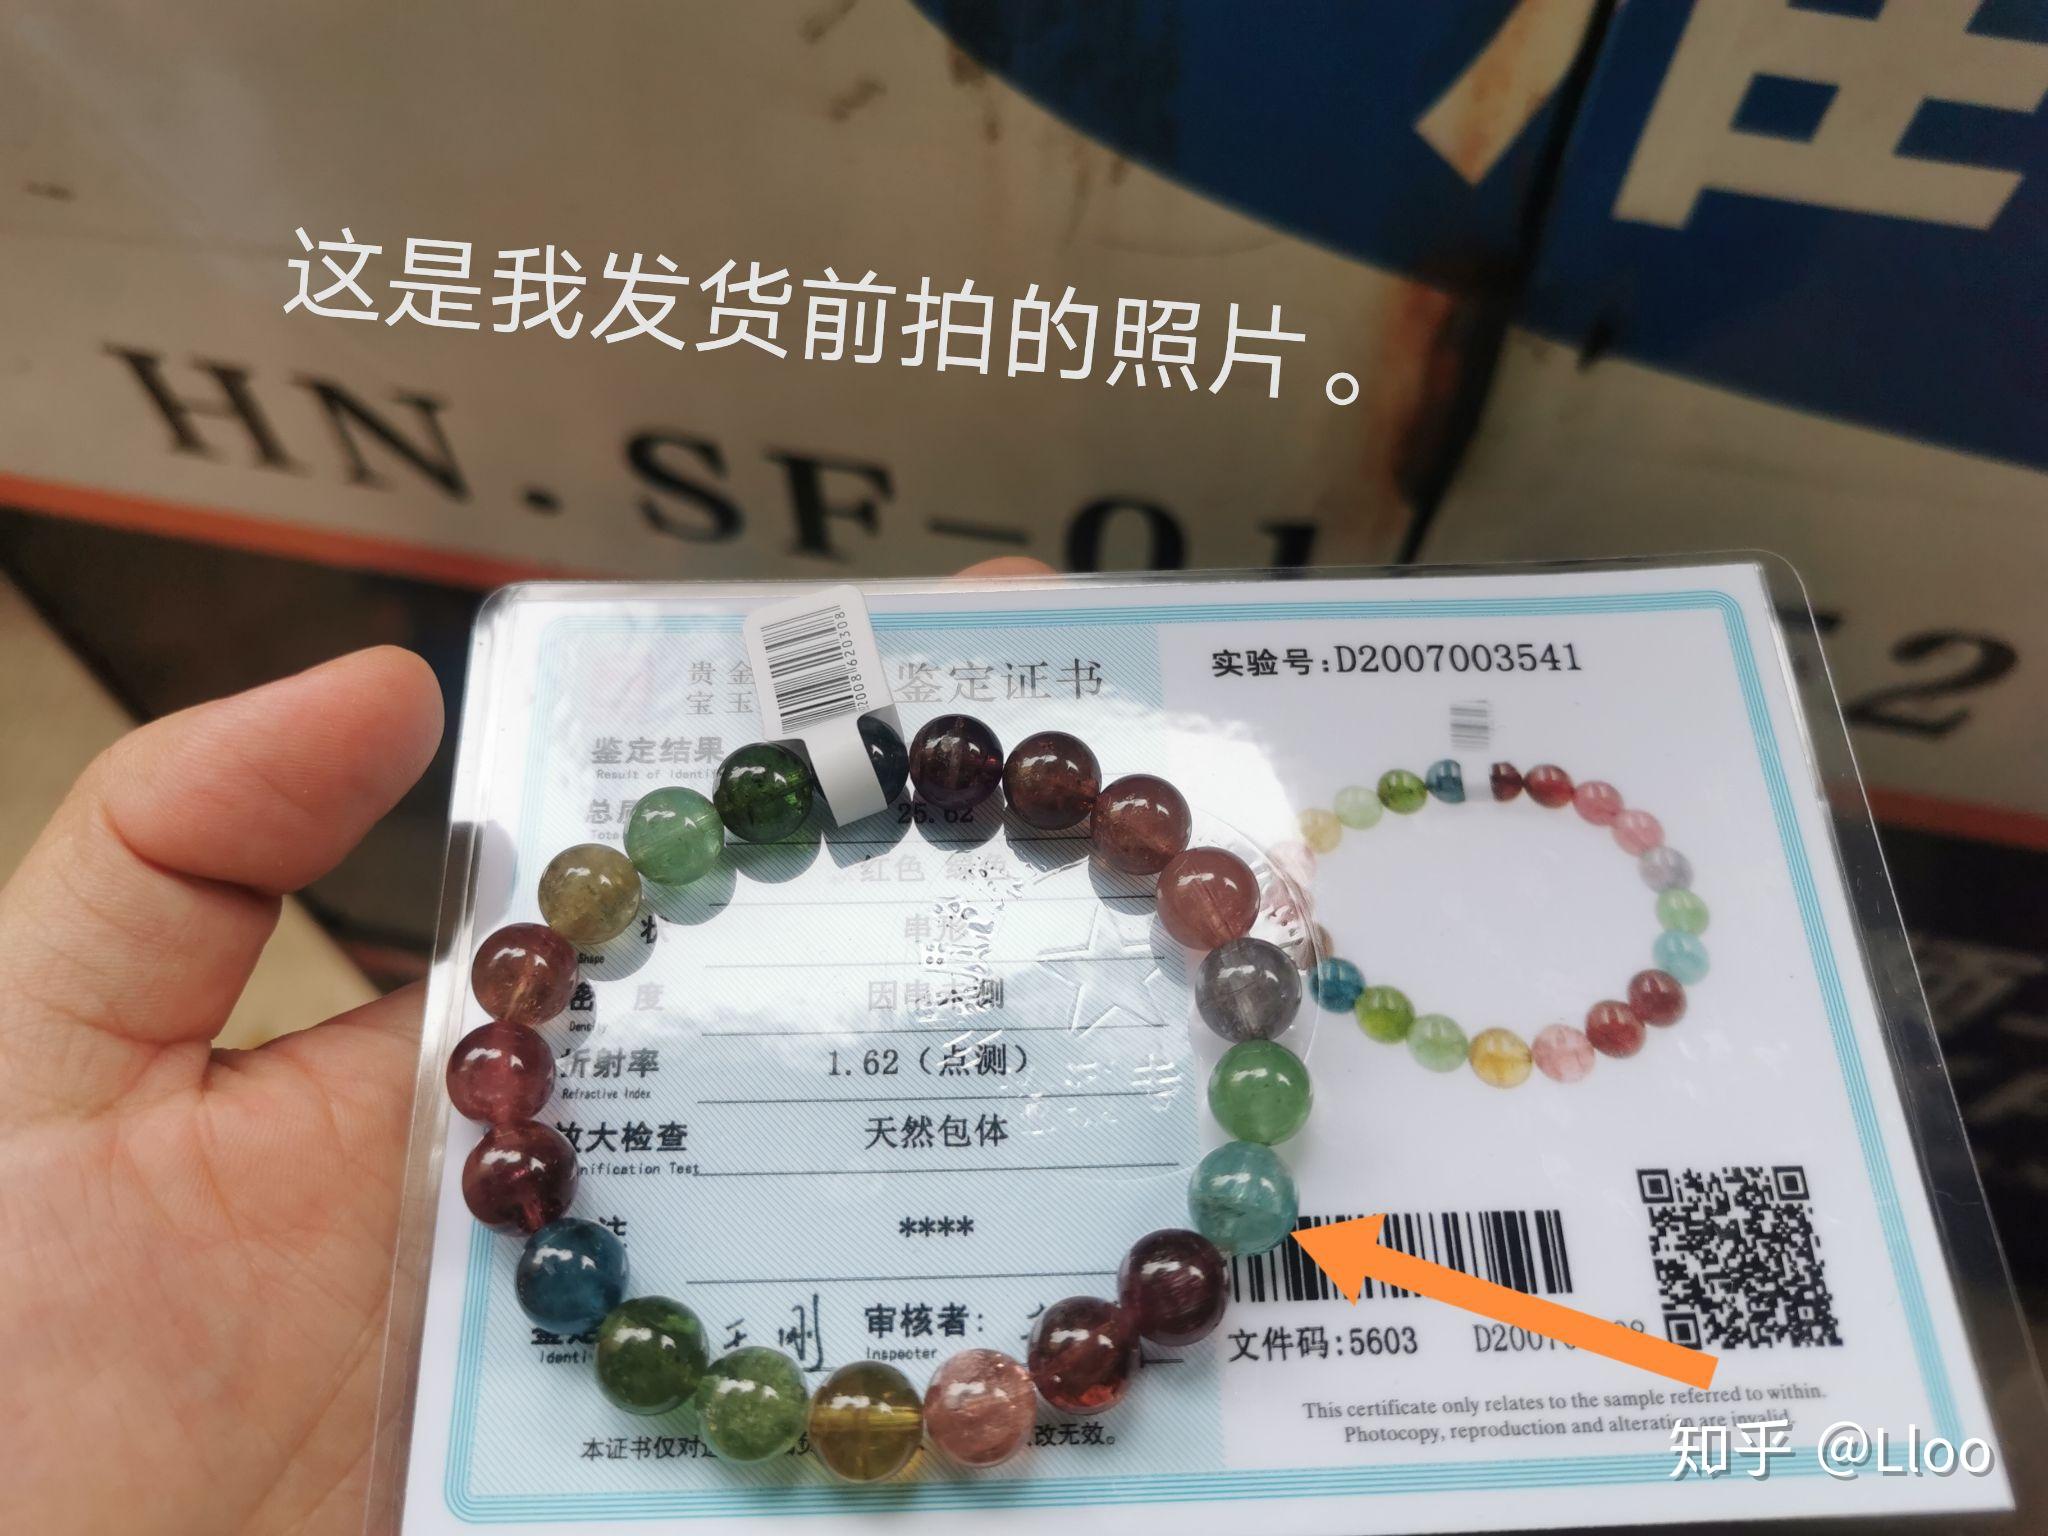 这是我发货前拍的照片。
HN.SF-01
2
贵金
宝玉
鉴定证书
实验号:D2007003541
2008620308
鉴定结果
Result of Identi
总质
25.62
红色 绿色
状
串形
Shape
密 度
因串未测
Density
折射率
1.62（点测）
Refractive Index
放大检查
天然包体
nification Test
注
****
审核者:
Inspecter
Identi
文件码:5603
本证书仅对
改无效。
This certificate only relates to the sample referred to within.
Photocopy, reproduction and alteration are invalid.
知乎 @Lloo